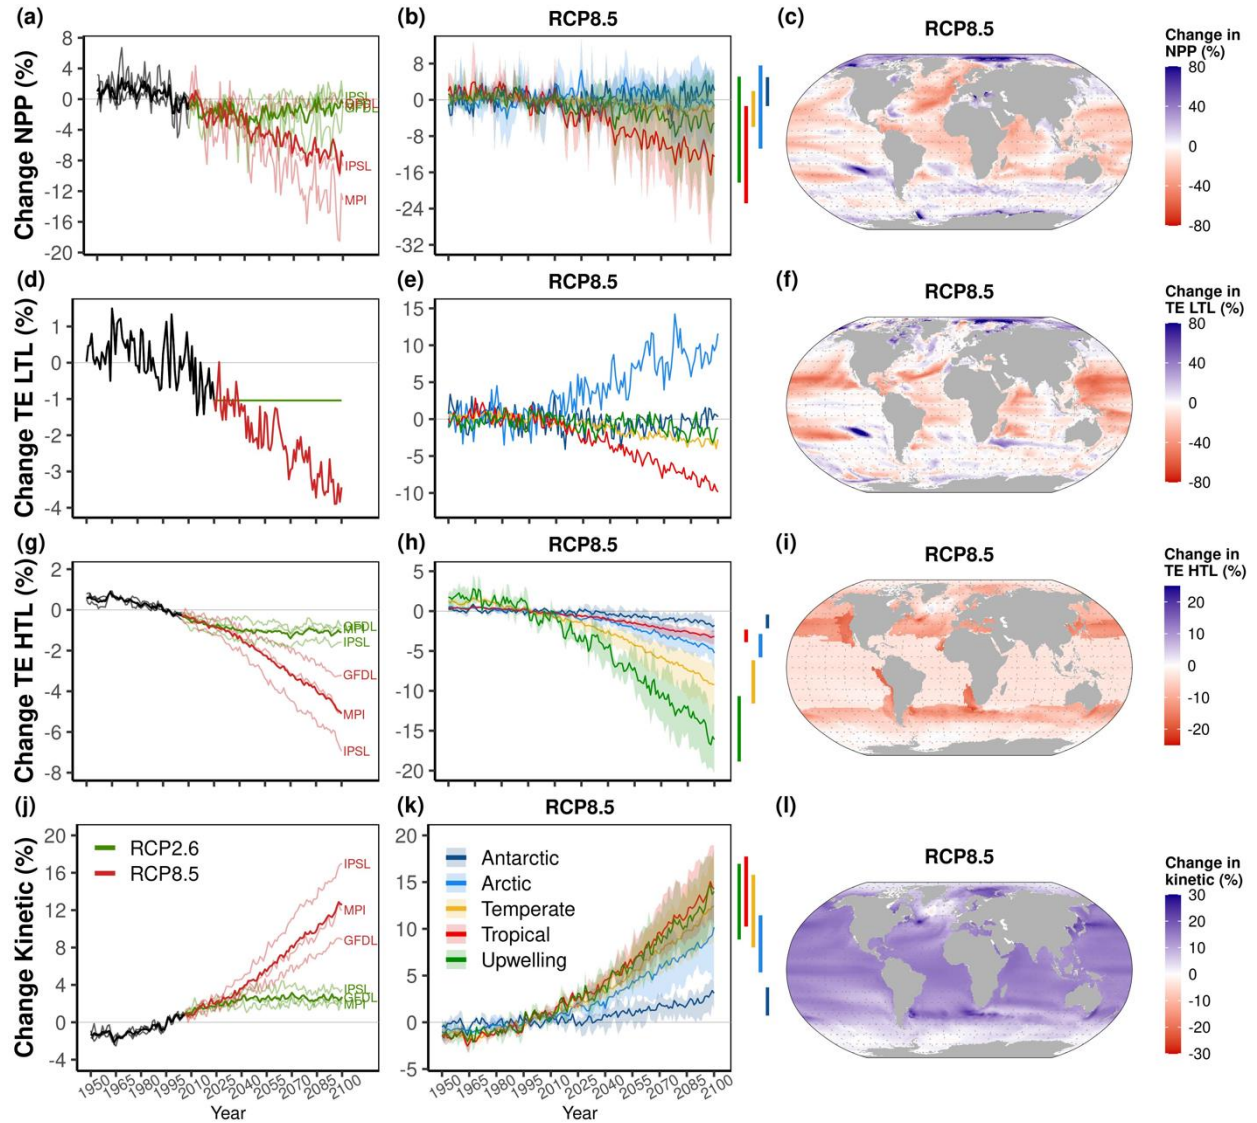 (a)
(b)
RCP8.5
(c)
RCP8.5
Change NPP (%)
8
4
0
-4
-8
-12
-16
-20
IPSL
GFDL
IPSL
MPI
8
0
-8
-16
-24
-32
Change in
NPP (%)
80
40
0
-40
-80
(d)
(e)
RCP8.5
(f)
RCP8.5
Change TE LTL (%)
1
0
-1
-2
-3
-4
15
10
5
0
-5
-10
Change in
TE LTL (%)
80
40
0
-40
-80
(g)
(h)
RCP8.5
(i)
RCP8.5
Change TE HTL (%)
2
0
-2
-4
-6
-8
GFDL
MPI
IPSL
GFDL
MPI
IPSL
5
0
-5
-10
-15
-20
Change in
TE HTL (%)
20
10
0
-10
-20
(j)
(k)
RCP8.5
(l)
RCP8.5
Change Kinetic (%)
20
16
12
8
4
0
-4
RCP2.6
RCP8.5
IPSL
MPI
GFDL
IPSL
GFDL
MPI
1950
1965
1980
1995
2010
2025
2040
2055
2070
2085
2100
Year
20
15
10
5
0
-5
Antarctic
Arctic
Temperate
Tropical
Upwelling
1950
1965
1980
1995
2010
2025
2040
2055
2070
2085
2100
Year
Change in
kinetic (%)
30
20
10
0
-10
-20
-30